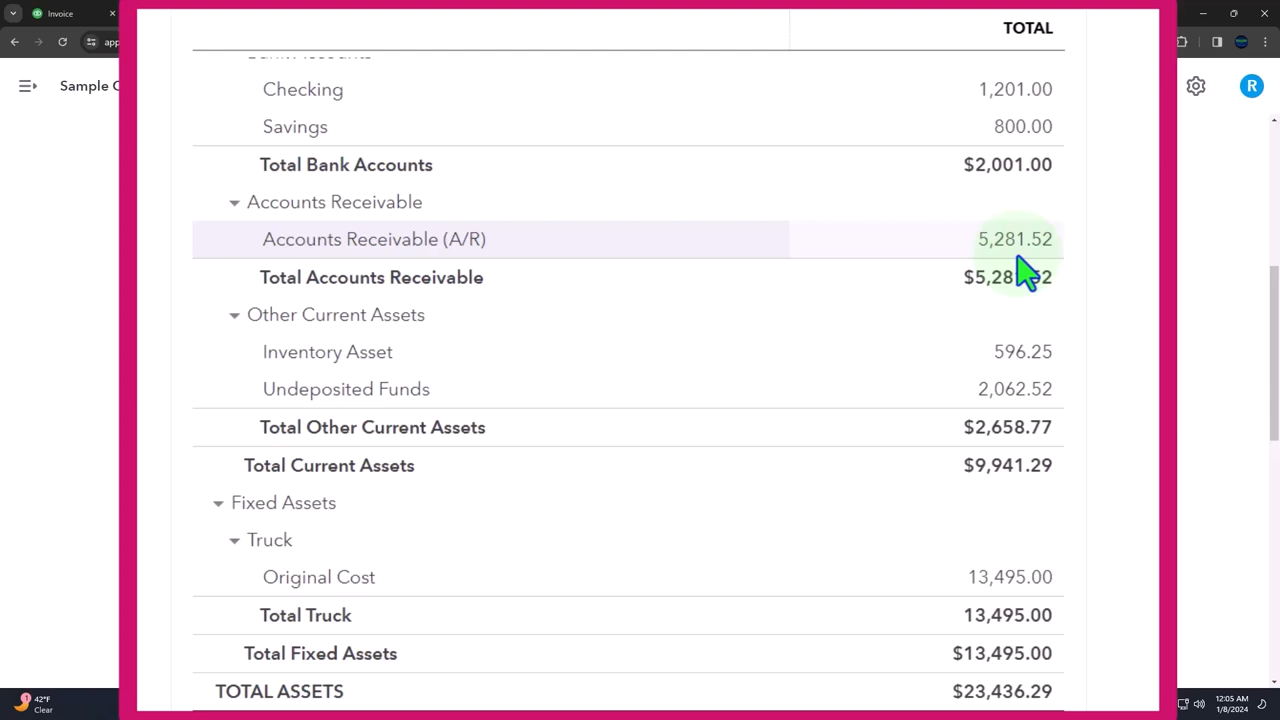 Invoice
app
Sample C
R
TOTAL
Checking 1,201.00
Savings 800.00
Total Bank Accounts $2,001.00
Accounts Receivable
Accounts Receivable (A/R) 5,281.52
Total Accounts Receivable
Other Current Assets
Inventory Asset 596.25
Undeposited Funds 2,062.52
Total Other Current Assets $2,658.77
Total Current Assets $9,941.29
Fixed Assets
Truck
Original Cost 13,495.00
Total Truck 13,495.00
Total Fixed Assets $13,495.00
TOTAL ASSETS $23,436.29
42°F
Clear
12:05 AM
1/8/2024